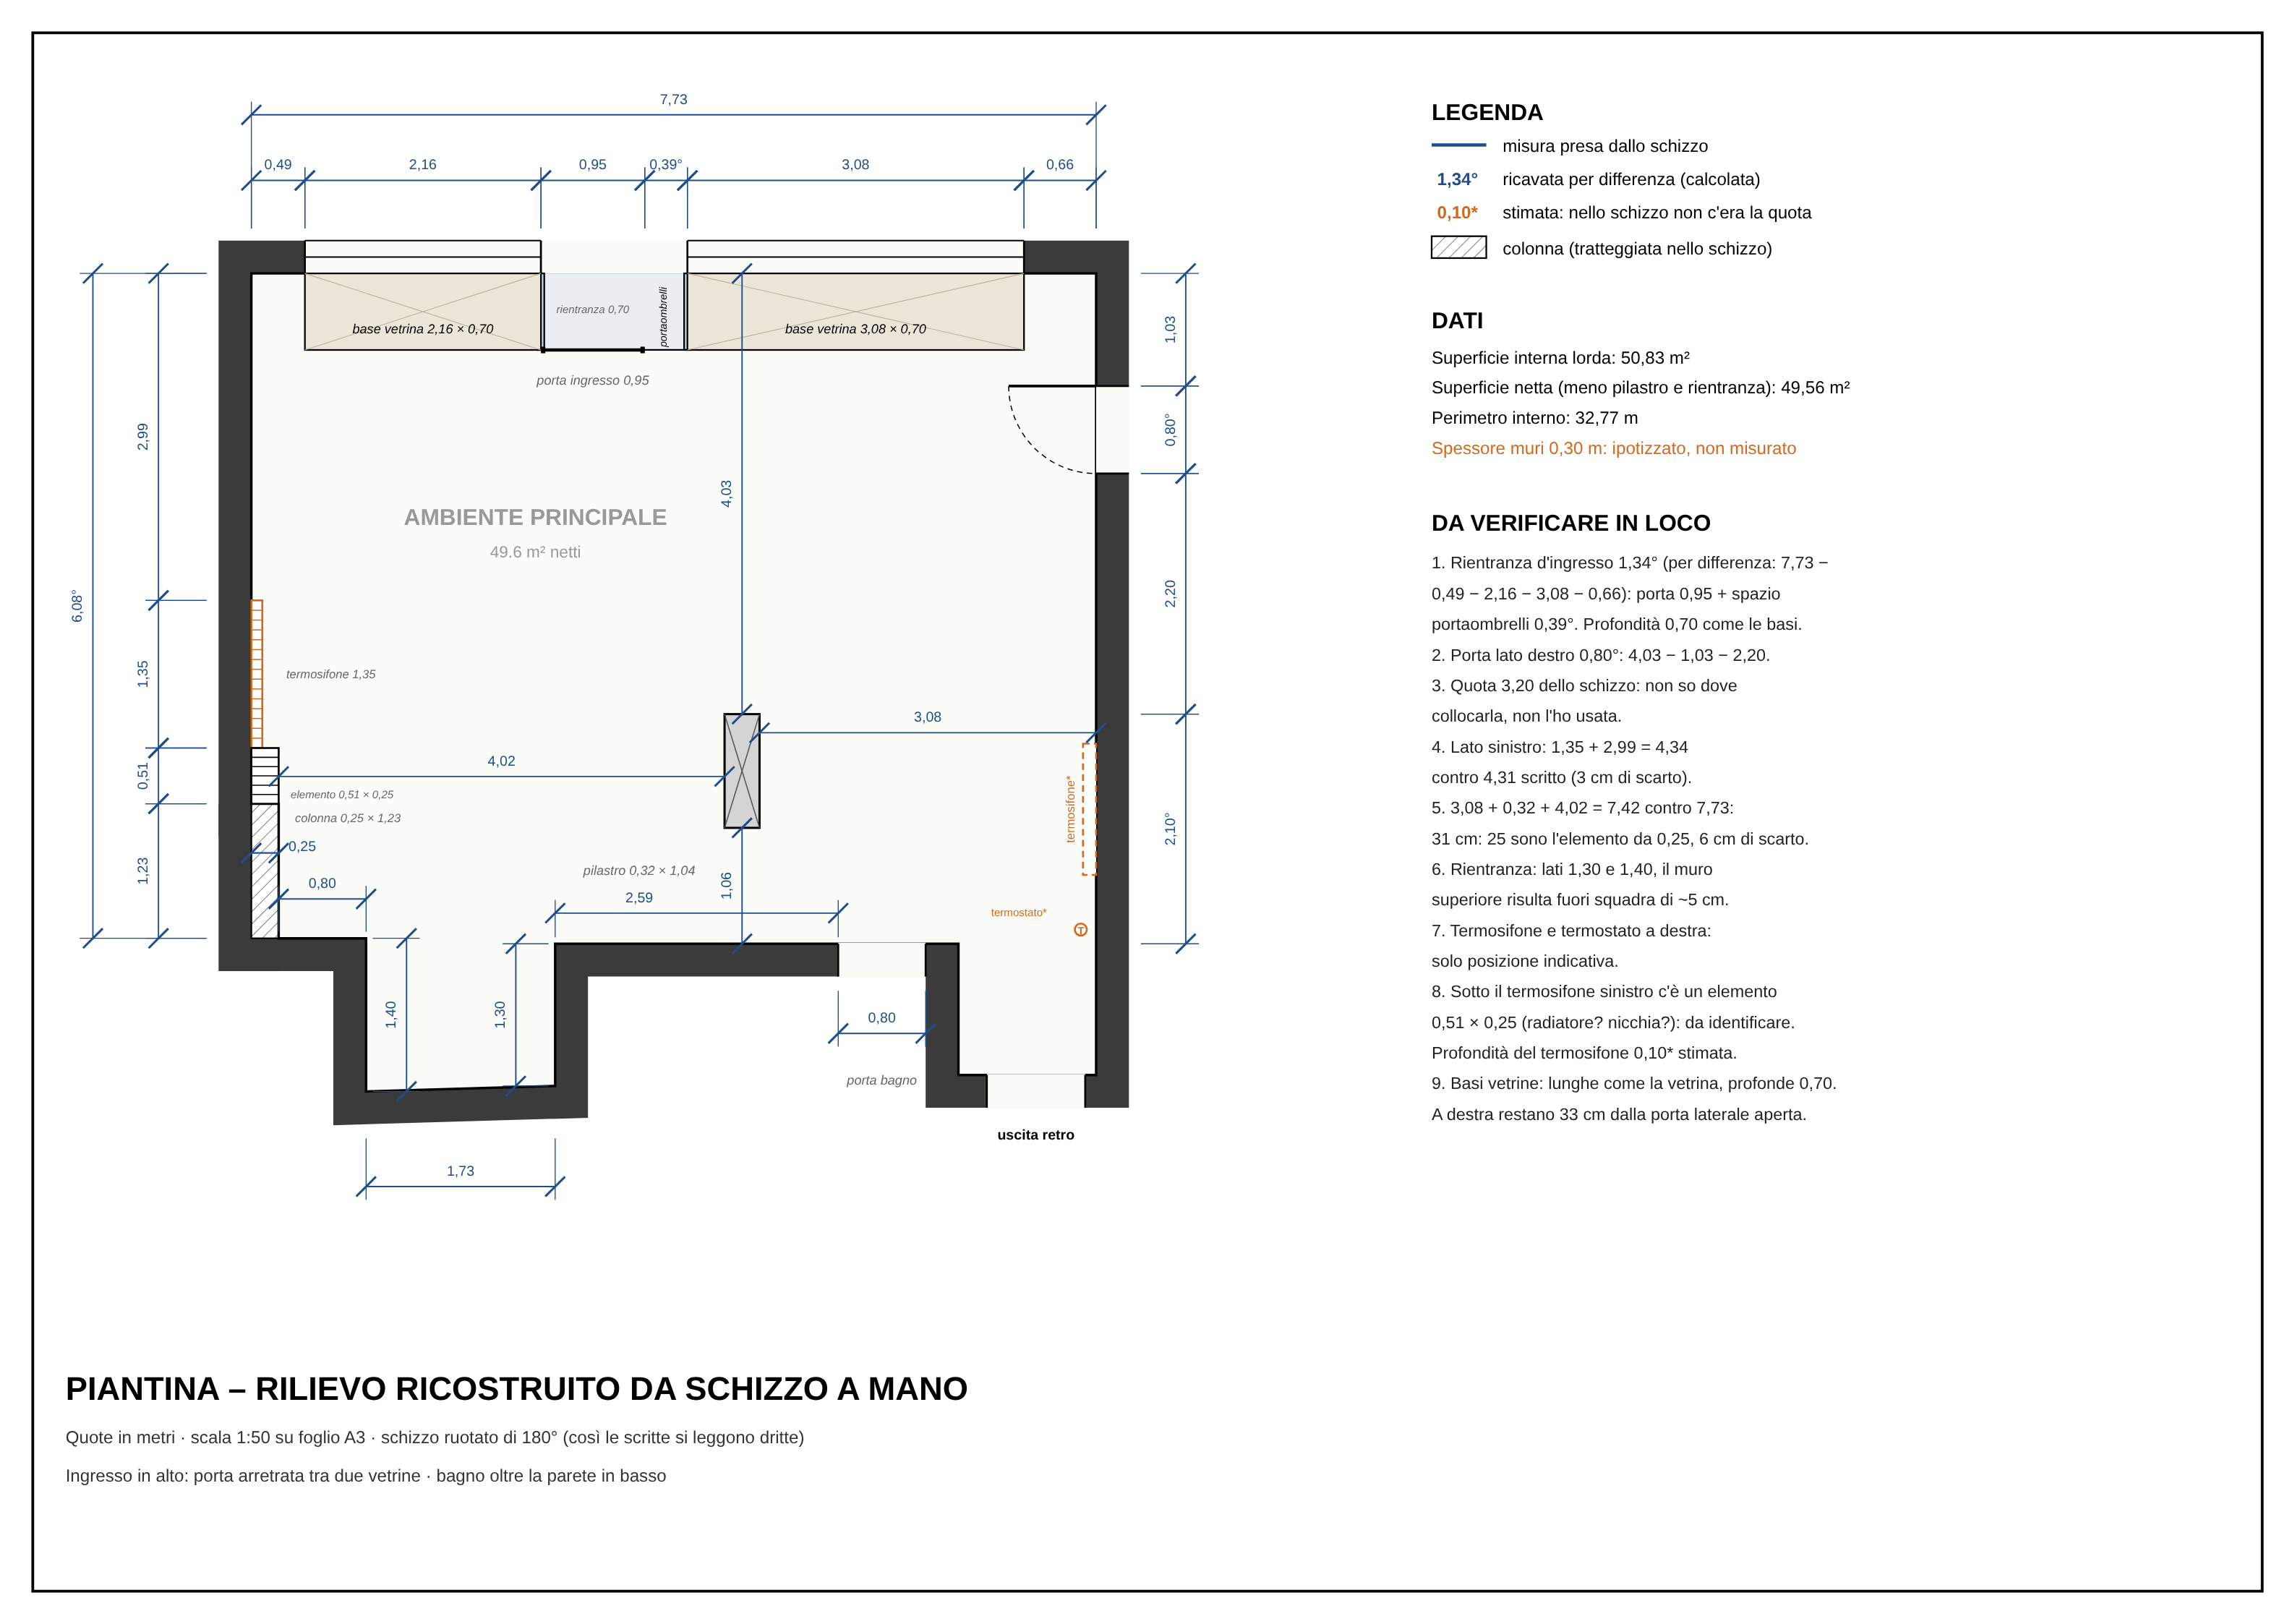 7,73
0,49
2,16
0,95
0,39°
3,08
0,66
base vetrina 2,16 × 0,70
rientranza 0,70
portaombrelli
base vetrina 3,08 × 0,70
porta ingresso 0,95
1,03
0,80°
2,99
4,03
AMBIENTE PRINCIPALE
49.6 m² netti
6,08°
2,20
1,35
termosifone 1,35
3,08
4,02
0,51
elemento 0,51 × 0,25
colonna 0,25 × 1,23
0,25
termosifone*
2,10°
1,23
0,80
pilastro 0,32 × 1,04
2,59
1,06
termostato*
T
1,40
1,30
0,80
porta bagno
uscita retro
1,73
LEGENDA
misura presa dallo schizzo
1,34° ricavata per differenza (calcolata)
0,10* stimata: nello schizzo non c'era la quota
colonna (tratteggiata nello schizzo)
DATI
Superficie interna lorda: 50,83 m²
Superficie netta (meno pilastro e rientranza): 49,56 m²
Perimetro interno: 32,77 m
Spessore muri 0,30 m: ipotizzato, non misurato
DA VERIFICARE IN LOCO
1. Rientranza d'ingresso 1,34° (per differenza: 7,73 −
0,49 − 2,16 − 3,08 − 0,66): porta 0,95 + spazio
portaombrelli 0,39°. Profondità 0,70 come le basi.
2. Porta lato destro 0,80°: 4,03 − 1,03 − 2,20.
3. Quota 3,20 dello schizzo: non so dove
collocarla, non l'ho usata.
4. Lato sinistro: 1,35 + 2,99 = 4,34
contro 4,31 scritto (3 cm di scarto).
5. 3,08 + 0,32 + 4,02 = 7,42 contro 7,73:
31 cm: 25 sono l'elemento da 0,25, 6 cm di scarto.
6. Rientranza: lati 1,30 e 1,40, il muro
superiore risulta fuori squadra di ~5 cm.
7. Termosifone e termostato a destra:
solo posizione indicativa.
8. Sotto il termosifone sinistro c'è un elemento
0,51 × 0,25 (radiatore? nicchia?): da identificare.
Profondità del termosifone 0,10* stimata.
9. Basi vetrine: lunghe come la vetrina, profonde 0,70.
A destra restano 33 cm dalla porta laterale aperta.
PIANTINA – RILIEVO RICOSTRUITO DA SCHIZZO A MANO
Quote in metri · scala 1:50 su foglio A3 · schizzo ruotato di 180° (così le scritte si leggono dritte)
Ingresso in alto: porta arretrata tra due vetrine · bagno oltre la parete in basso